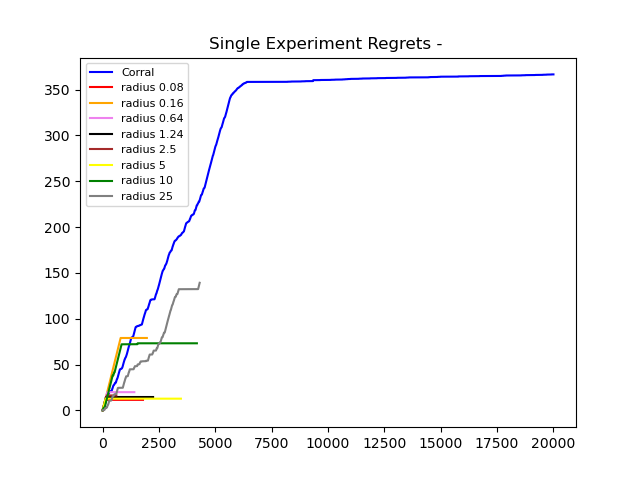 Single Experiment Regrets -
Corral
radius 0.08
radius 0.16
radius 0.64
radius 1.24
radius 2.5
radius 5
radius 10
radius 25
350
300
250
200
150
100
50
0
0 2500 5000 7500 10000 12500 15000 17500 20000